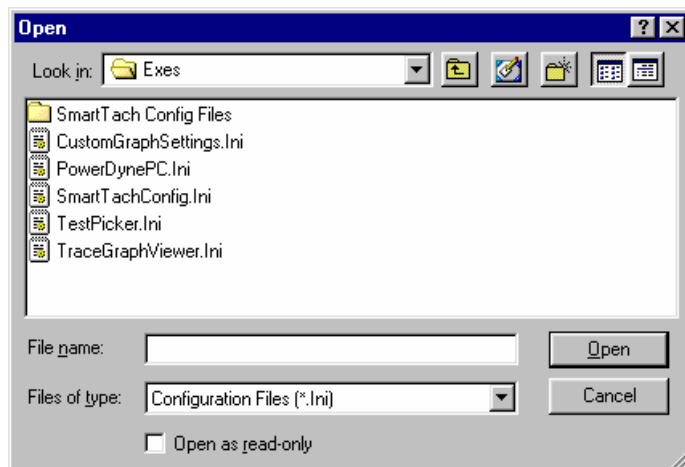 Open
Look in: Exes
SmartTach Config Files
CustomGraphSettings.Ini
PowerDynePC.Ini
SmartTachConfig.Ini
TestPicker.Ini
TraceGraphViewer.Ini
File name: Open
Files of type: Configuration Files (*.Ini) Cancel
Open as read-only